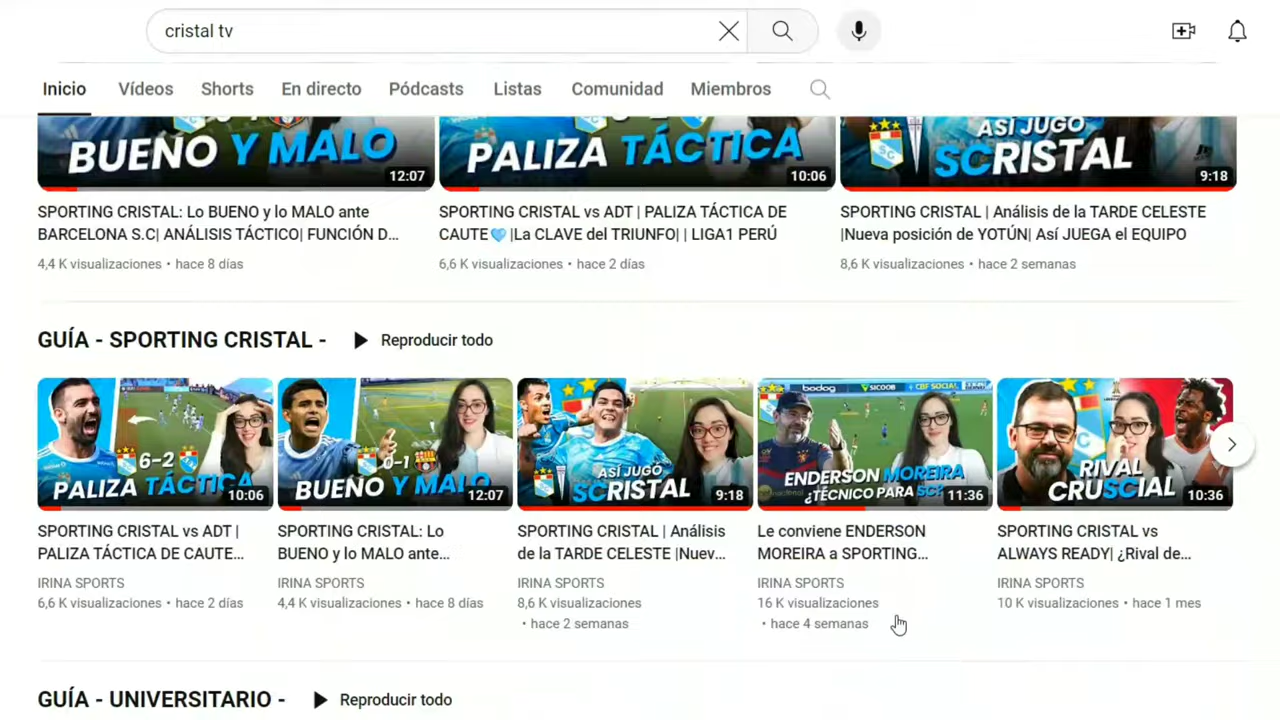 cristal tv
Inicio Vídeos Shorts En directo Pódcasts Listas Comunidad Miembros
BUENO Y MALO
12:07
PALIZA TÁCTICA
10:06
ASÍ JUGO
SCRISTAL
9:18
SPORTING CRISTAL: Lo BUENO y lo MALO ante
BARCELONA S.C| ANÁLISIS TÁCTICO| FUNCIÓN D...
4,4 K visualizaciones • hace 8 días
SPORTING CRISTAL vs ADT | PALIZA TÁCTICA DE
CAUTE🩵 |La CLAVE del TRIUNFO| | LIGA1 PERÚ
6,6 K visualizaciones • hace 2 días
SPORTING CRISTAL | Análisis de la TARDE CELESTE
|Nueva posición de YOTÚN| Así JUEGA el EQUIPO
8,6 K visualizaciones • hace 2 semanas
GUÍA - SPORTING CRISTAL - Reproducir todo
6-2
PALIZA TÁCTICA
10:06
0-1
BUENO Y MALO
12:07
ASÍ JUGÓ
SCRISTAL
9:18
bodog SICOOB CBF SOCIAL
ENDERSON MOREIRA
¿TÉCNICO PARA SC?
11:36
RIVAL
CRUSCIAL
10:36
SPORTING CRISTAL vs ADT |
PALIZA TÁCTICA DE CAUTE...
IRINA SPORTS
6,6 K visualizaciones • hace 2 días
SPORTING CRISTAL: Lo
BUENO y lo MALO ante...
IRINA SPORTS
4,4 K visualizaciones • hace 8 días
SPORTING CRISTAL | Análisis
de la TARDE CELESTE |Nuev...
IRINA SPORTS
8,6 K visualizaciones
• hace 2 semanas
Le conviene ENDERSON
MOREIRA a SPORTING...
IRINA SPORTS
16 K visualizaciones
• hace 4 semanas
SPORTING CRISTAL vs
ALWAYS READY| ¿Rival de...
IRINA SPORTS
10 K visualizaciones • hace 1 mes
GUÍA - UNIVERSITARIO - Reproducir todo